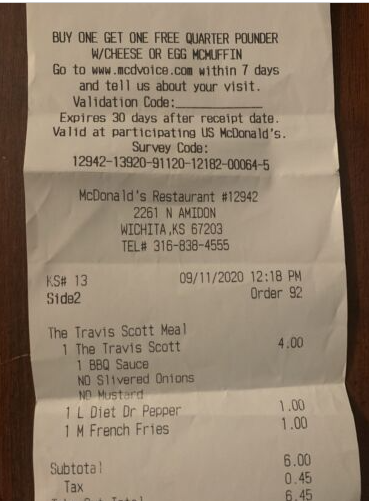 BUY ONE GET ONE FREE QUARTER POUNDER
W/CHEESE OR EGG MCMUFFIN
Go to www.mcdvoice.com within 7 days
and tell us about your visit.
Validation Code:____________
Expires 30 days after receipt date.
Valid at participating US McDonald's.
Survey Code:
12942-13920-91120-12182-00064-5
McDonald's Restaurant #12942
2261 N AMIDON
WICHITA,KS 67203
TEL# 316-838-4555
KS# 13 09/11/2020 12:18 PM
Side2 Order 92
The Travis Scott Meal
1 The Travis Scott 4.00
1 BBQ Sauce
NO Slivered Onions
NO Mustard
1 L Diet Dr Pepper 1.00
1 M French Fries 1.00
Subtotal 6.00
Tax 0.45
Total 6.45